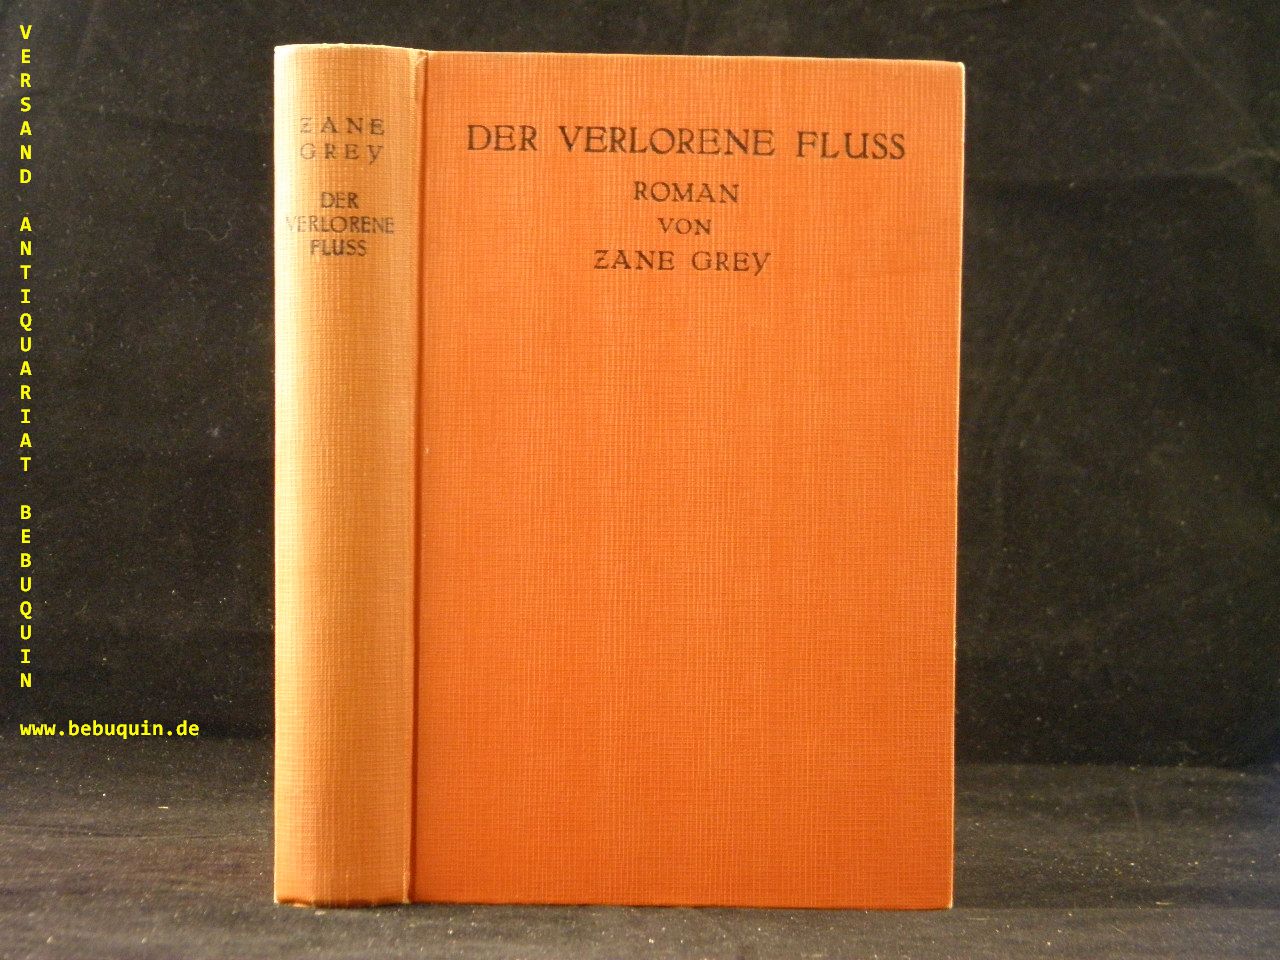 VERSAND ANTIQUARIAT BEBUQUIN
www.bebuquin.de
ZANE
GREY
DER
VERLORENE
FLUSS
DER VERLORENE FLUSS
ROMAN
VON
ZANE GREY